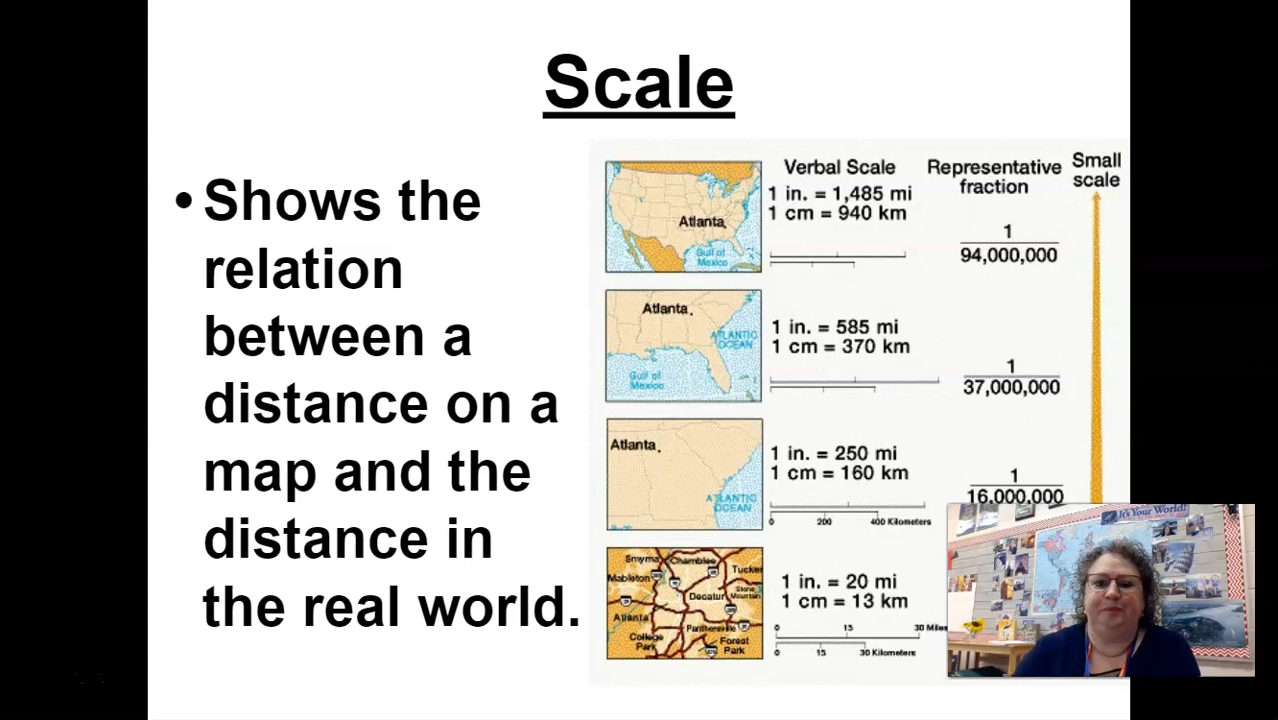 Scale
• Shows the
relation
between a
distance on a
map and the
distance in
the real world.
Verbal Scale
Representative
fraction
Small
scale
Atlanta
Gulf of
Mexico
1 in. = 1,485 mi
1 cm = 940 km
1
94,000,000
Atlanta
ATLANTIC
OCEAN
Gulf of
Mexico
1 in. = 585 mi
1 cm = 370 km
1
37,000,000
Atlanta
ATLANTIC
OCEAN
1 in. = 250 mi
1 cm = 160 km
0 200 400 Kilometers
1
16,000,000
Smyrna
Chamblee
Tucker
Mableton
Decatur
Stone
Mountain
Atlanta
Panthersville
College
Park
Forest
Park
1 in. = 20 mi
1 cm = 13 km
0 15 30 Miles
0 15 30 Kilometers
It's Your World!